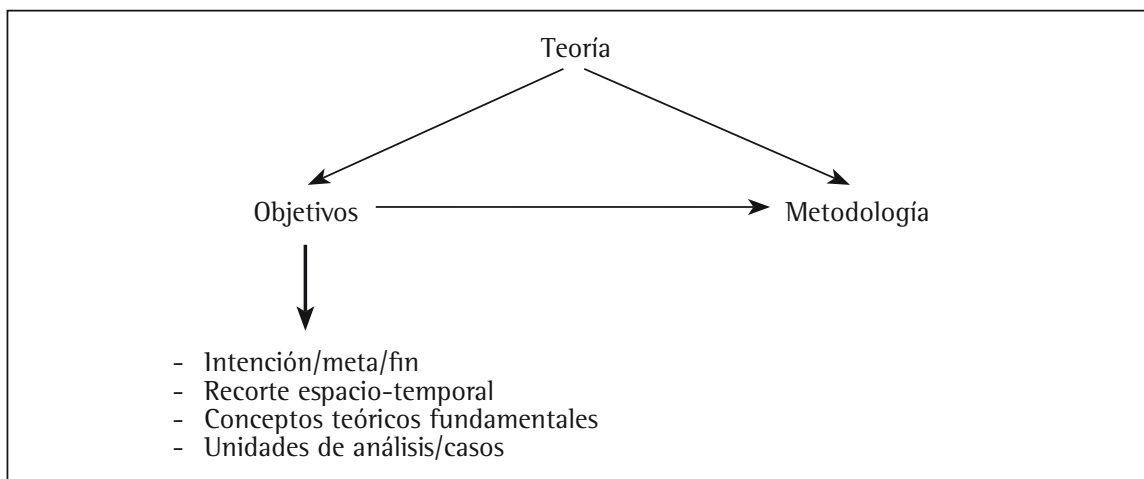 Teoría
Objetivos
Metodología
- Intención/meta/fin
- Recorte espacio-temporal
- Conceptos teóricos fundamentales
- Unidades de análisis/casos